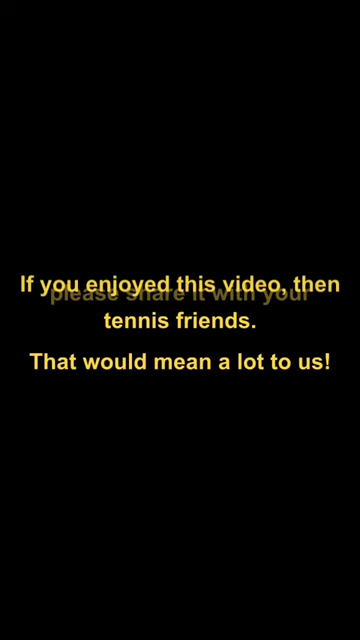 If you enjoyed this video, then
please share it with your
tennis friends.
That would mean a lot to us!